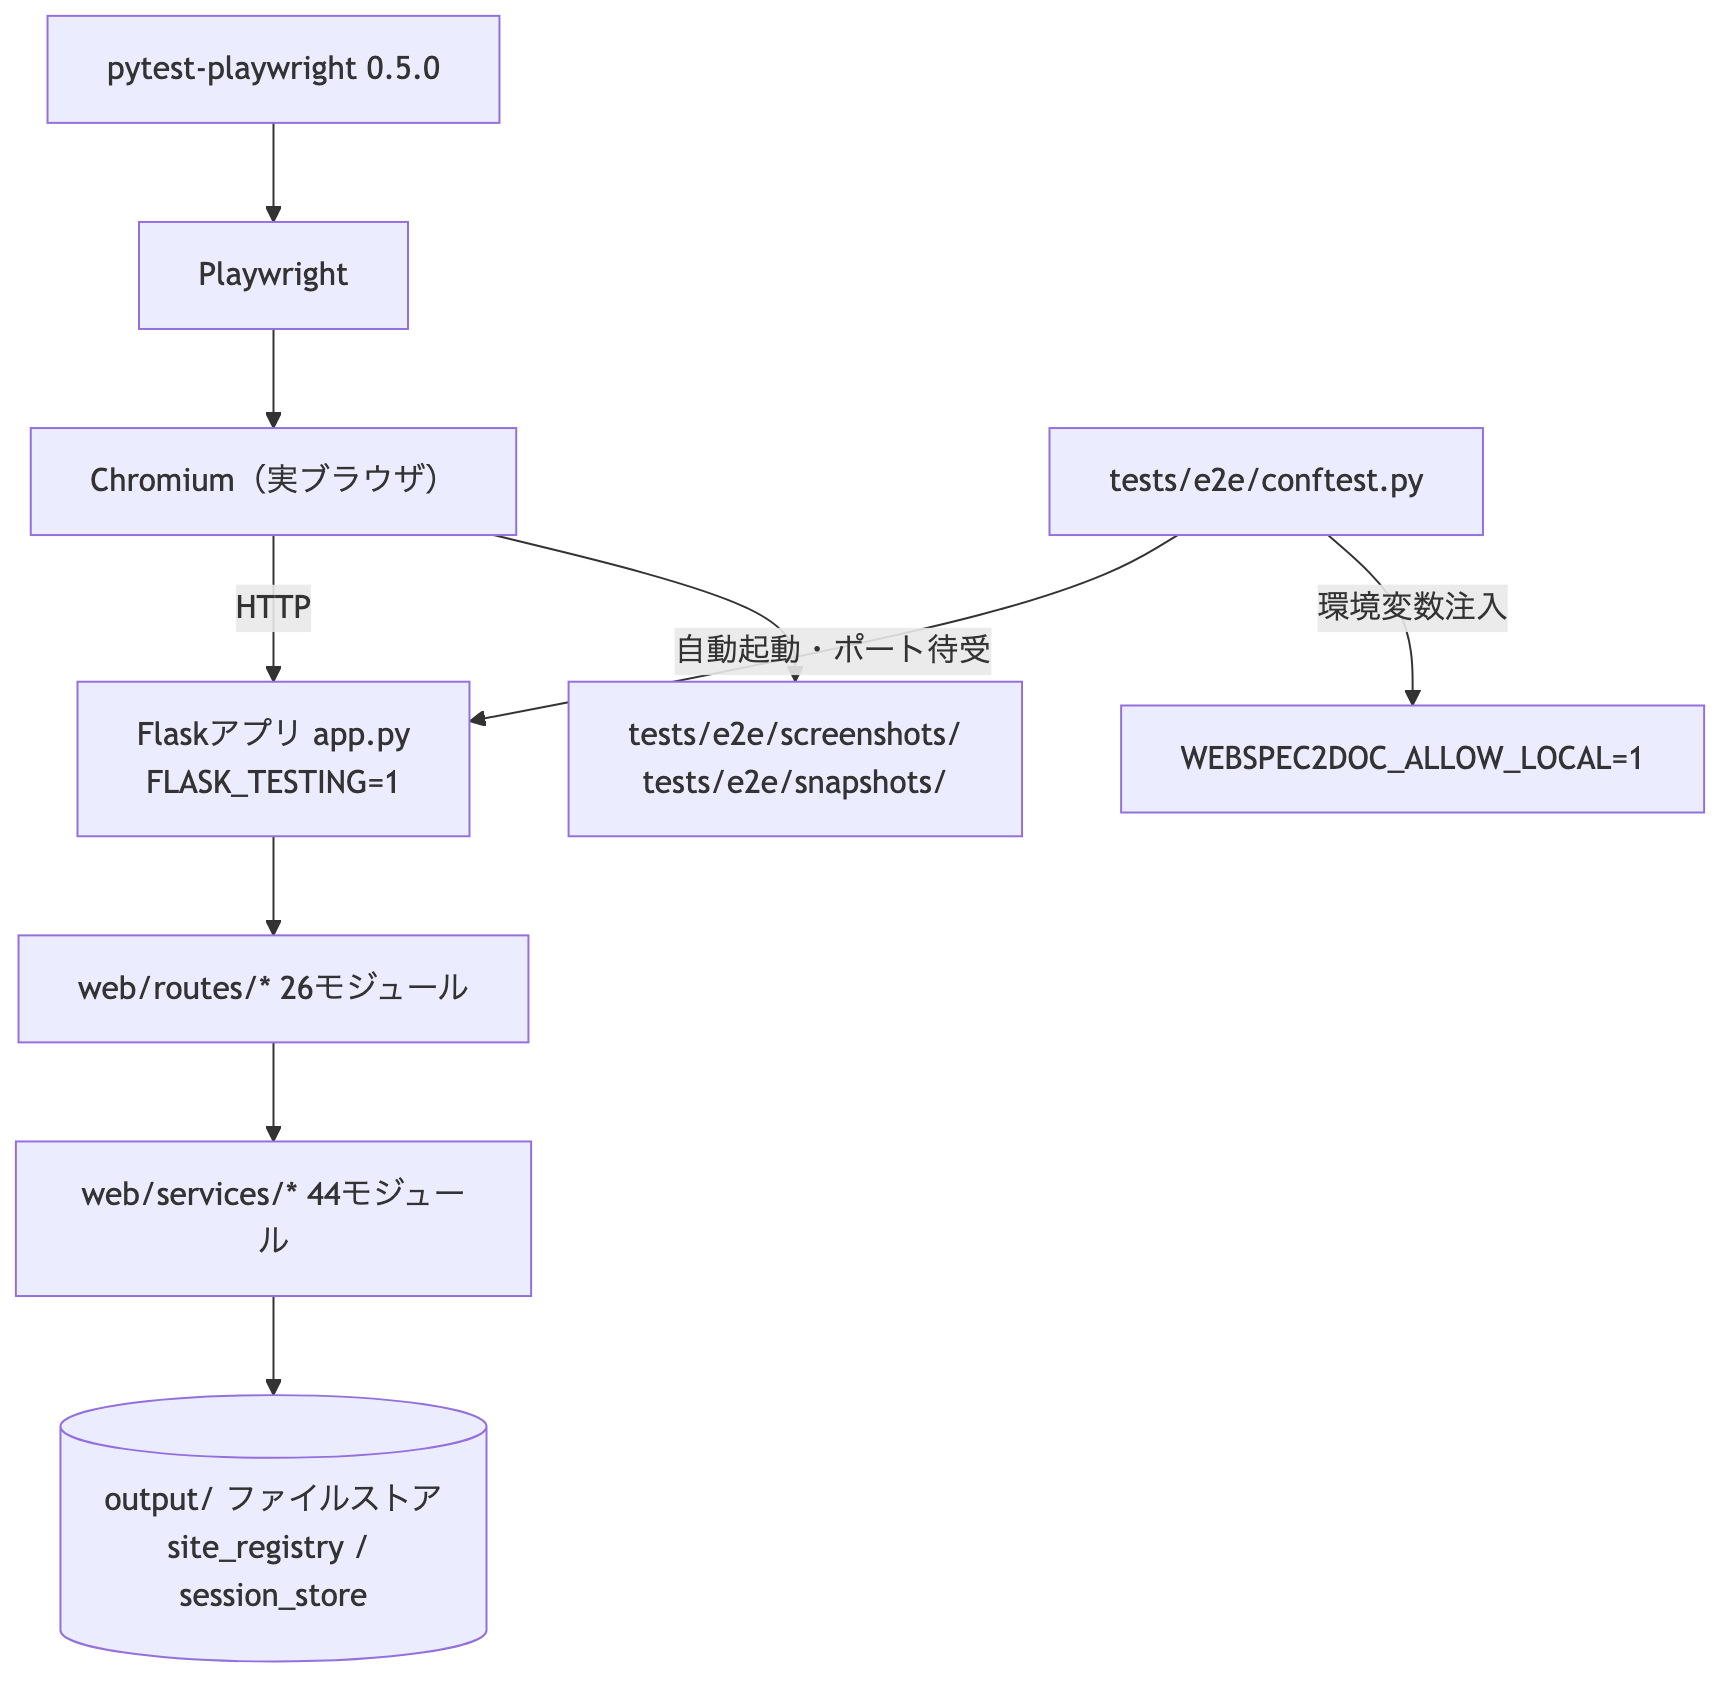 pytest-playwright 0.5.0
Playwright
Chromium（実ブラウザ）
tests/e2e/conftest.py
HTTP
環境変数注入
自動起動・ポート待受
Flaskアプリ app.py
FLASK_TESTING=1
tests/e2e/screenshots/
tests/e2e/snapshots/
WEBSPEC2DOC_ALLOW_LOCAL=1
web/routes/* 26モジュール
web/services/* 44モジュー
ル
output/ ファイルストア
site_registry /
session_store